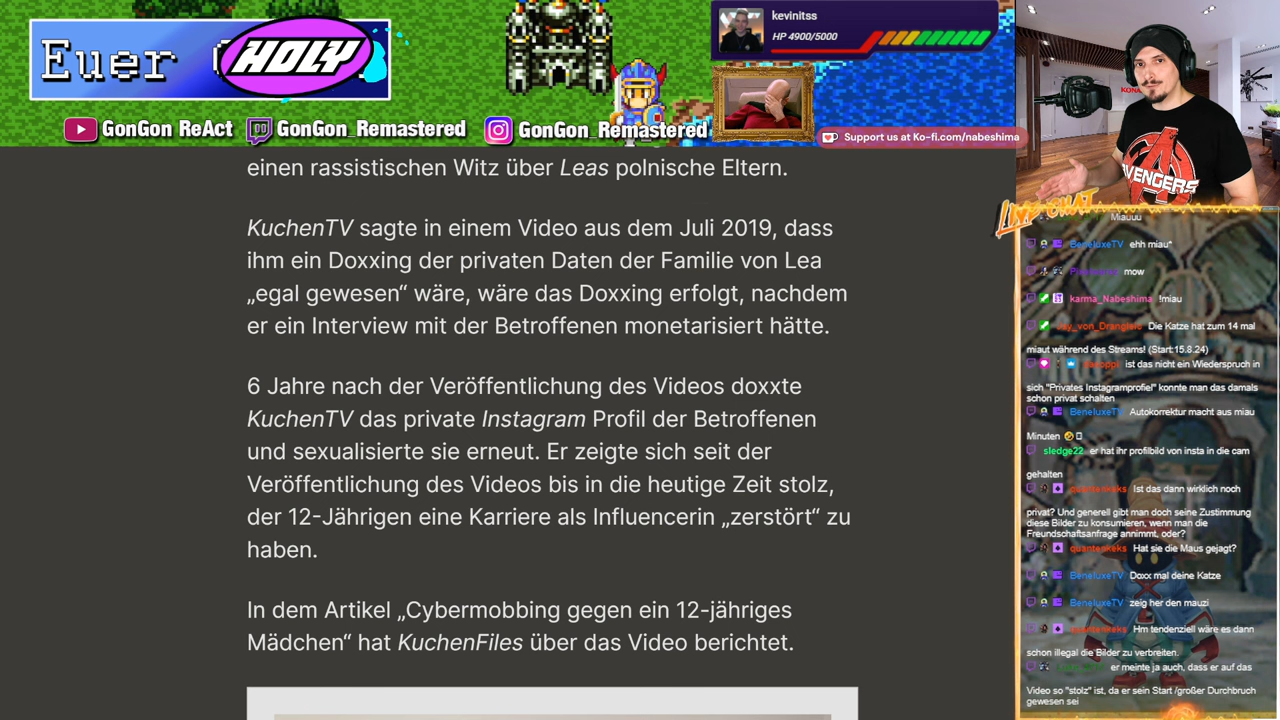 Euer
HOLY
kevinitss
HP 4900/5000
GonGon ReAct
GonGon_Remastered
GonGon_Remastered
Support us at Ko-fi.com/nabeshima
KONA
AVENGERS
einen rassistischen Witz über Leas polnische Eltern.
KuchenTV sagte in einem Video aus dem Juli 2019, dass
ihm ein Doxxing der privaten Daten der Familie von Lea
„egal gewesen“ wäre, wäre das Doxxing erfolgt, nachdem
er ein Interview mit der Betroffenen monetarisiert hätte.
6 Jahre nach der Veröffentlichung des Videos doxxte
KuchenTV das private Instagram Profil der Betroffenen
und sexualisierte sie erneut. Er zeigte sich seit der
Veröffentlichung des Videos bis in die heutige Zeit stolz,
der 12-Jährigen eine Karriere als Influencerin „zerstört“ zu
haben.
In dem Artikel „Cybermobbing gegen ein 12-jähriges
Mädchen“ hat KuchenFiles über das Video berichtet.
LIVE CHAT
Miauuu
BeneluxeTV ehh miau*
mow
karma_Nabeshima !miau
Die Katze hat zum 14 mal
miaut während des Streams! (Start:15.8.24)
ist das nicht ein Wiederspruch in
sich "Privates Instagramprofiel" konnte man das damals
schon privat schalten
BeneluxeTV Autokorrektur macht aus miau
Minuten
sledge22 er hat ihr profilbild von insta in die cam
gehalten
quantenkeks Ist das dann wirklich noch
privat? Und generell gibt man doch seine Zustimmung
diese Bilder zu konsumieren, wenn man die
Freundschaftsanfrage annimmt, oder?
quantenkeks Hat sie die Maus gejagt?
BeneluxeTV Doxx mal deine Katze
BeneluxeTV zeig her den mauzi
quantenkeks Hm tendenziell wäre es dann
schon illegal die Bilder zu verbreiten.
er meinte ja auch, dass er auf das
Video so "stolz" ist, da er sein Start /großer Durchbruch
gewesen sei